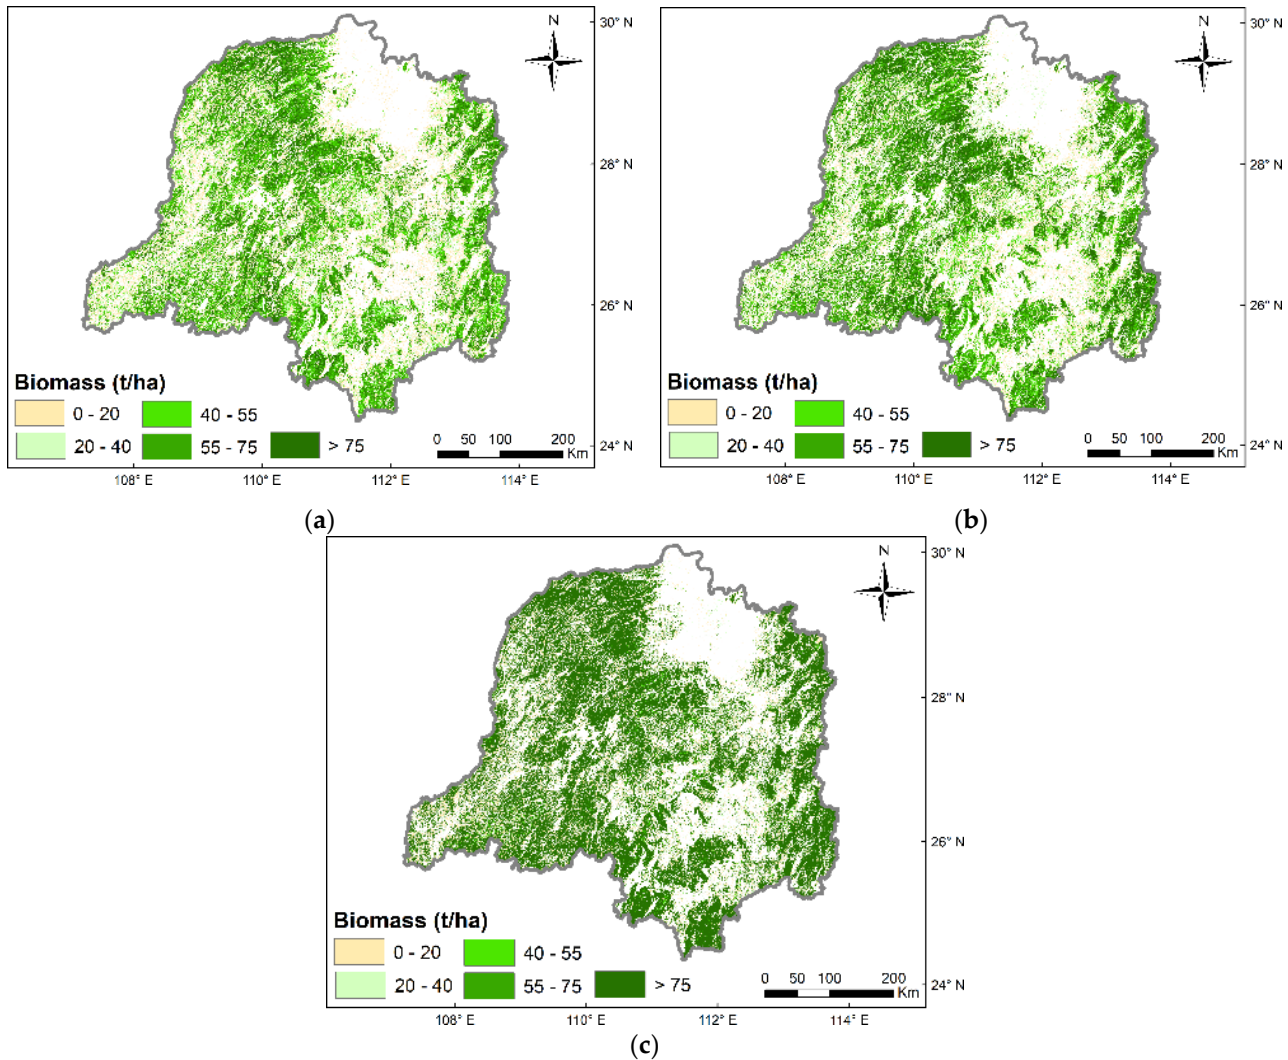 N
30° N
28° N
26° N
24° N
Biomass (t/ha)
0 - 20
40 - 55
20 - 40
55 - 75
> 75
0 50 100 200
Km
108° E
110° E
112° E
114° E
(a)
N
30° N
28° N
26° N
24° N
Biomass (t/ha)
0 - 20
40 - 55
20 - 40
55 - 75
> 75
0 50 100 200
Km
108° E
110° E
112° E
114° E
(b)
N
30° N
28° N
26° N
24° N
Biomass (t/ha)
0 - 20
40 - 55
20 - 40
55 - 75
> 75
0 50 100 200
Km
108° E
110° E
112° E
114° E
(c)